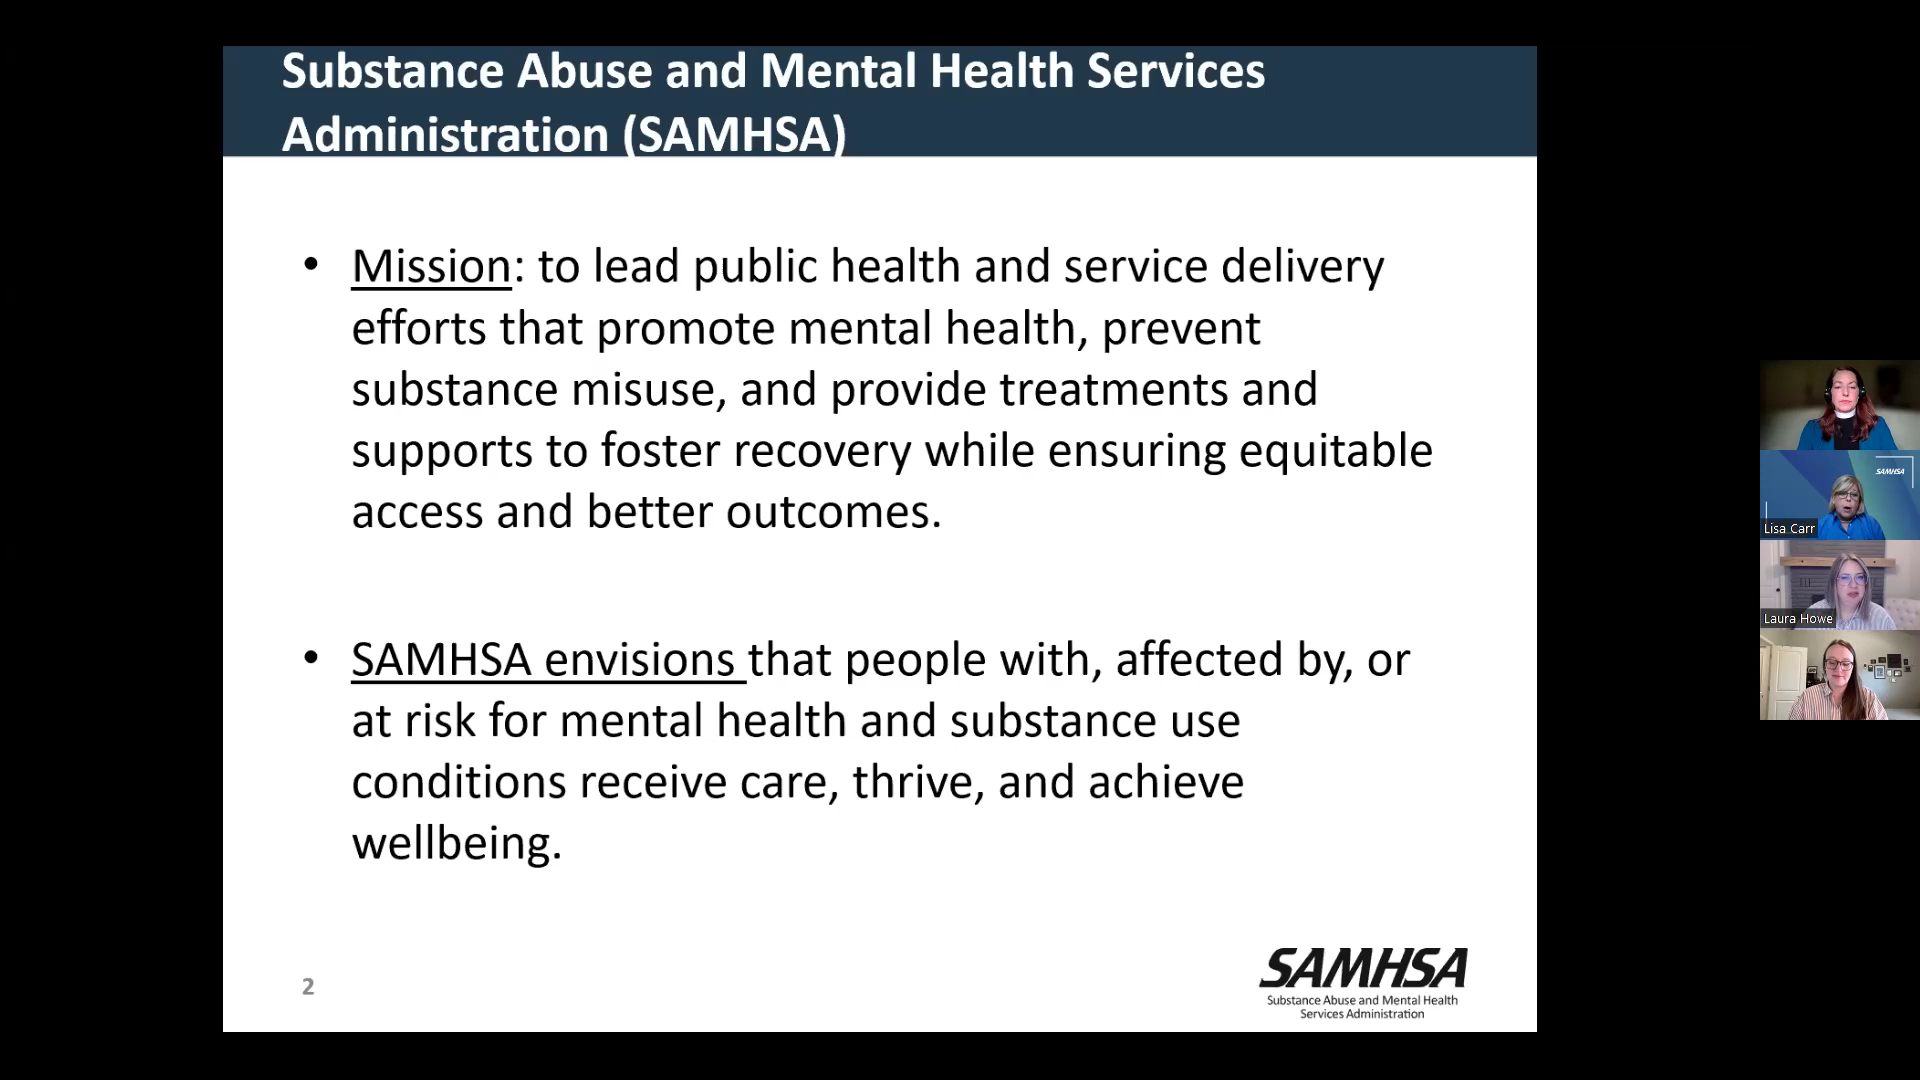 Substance Abuse and Mental Health Services
Administration (SAMHSA)
• Mission: to lead public health and service delivery
efforts that promote mental health, prevent
substance misuse, and provide treatments and
supports to foster recovery while ensuring equitable
access and better outcomes.
• SAMHSA envisions that people with, affected by, or
at risk for mental health and substance use
conditions receive care, thrive, and achieve
wellbeing.
2
SAMHSA
Substance Abuse and Mental Health
Services Administration
SAMHSA
Lisa Carr
Laura Howe